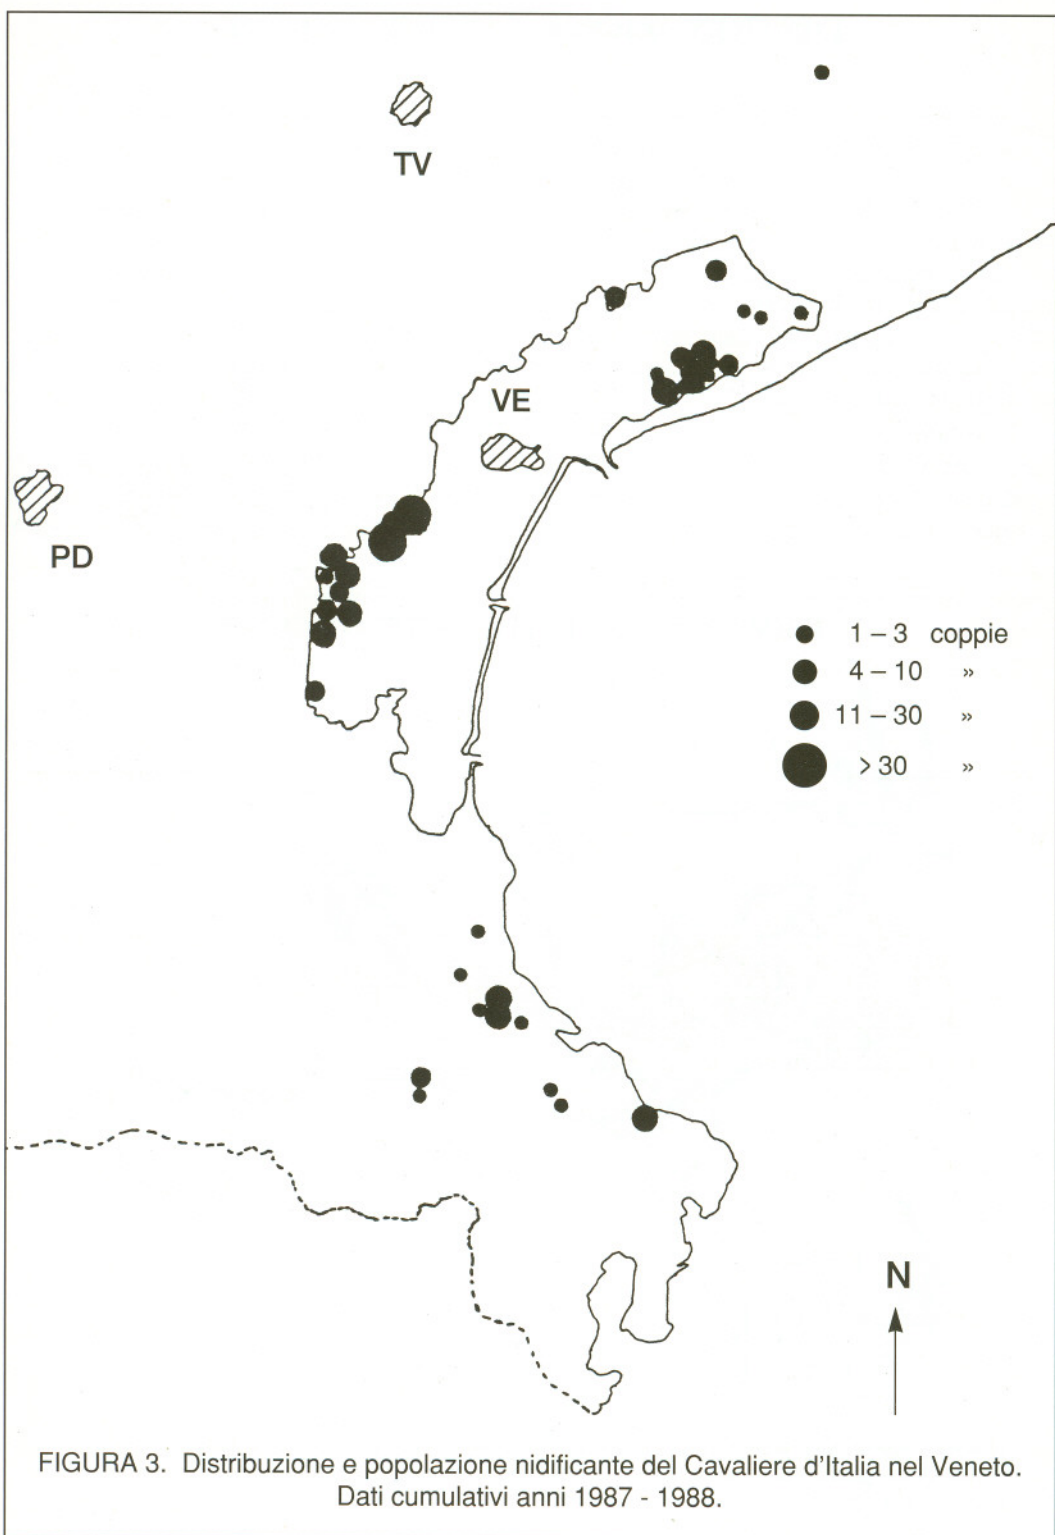 TV
VE
PD
1 – 3 coppie
4 – 10 »
11 – 30 »
> 30 »
N
FIGURA 3. Distribuzione e popolazione nidificante del Cavaliere d'Italia nel Veneto.
Dati cumulativi anni 1987 - 1988.